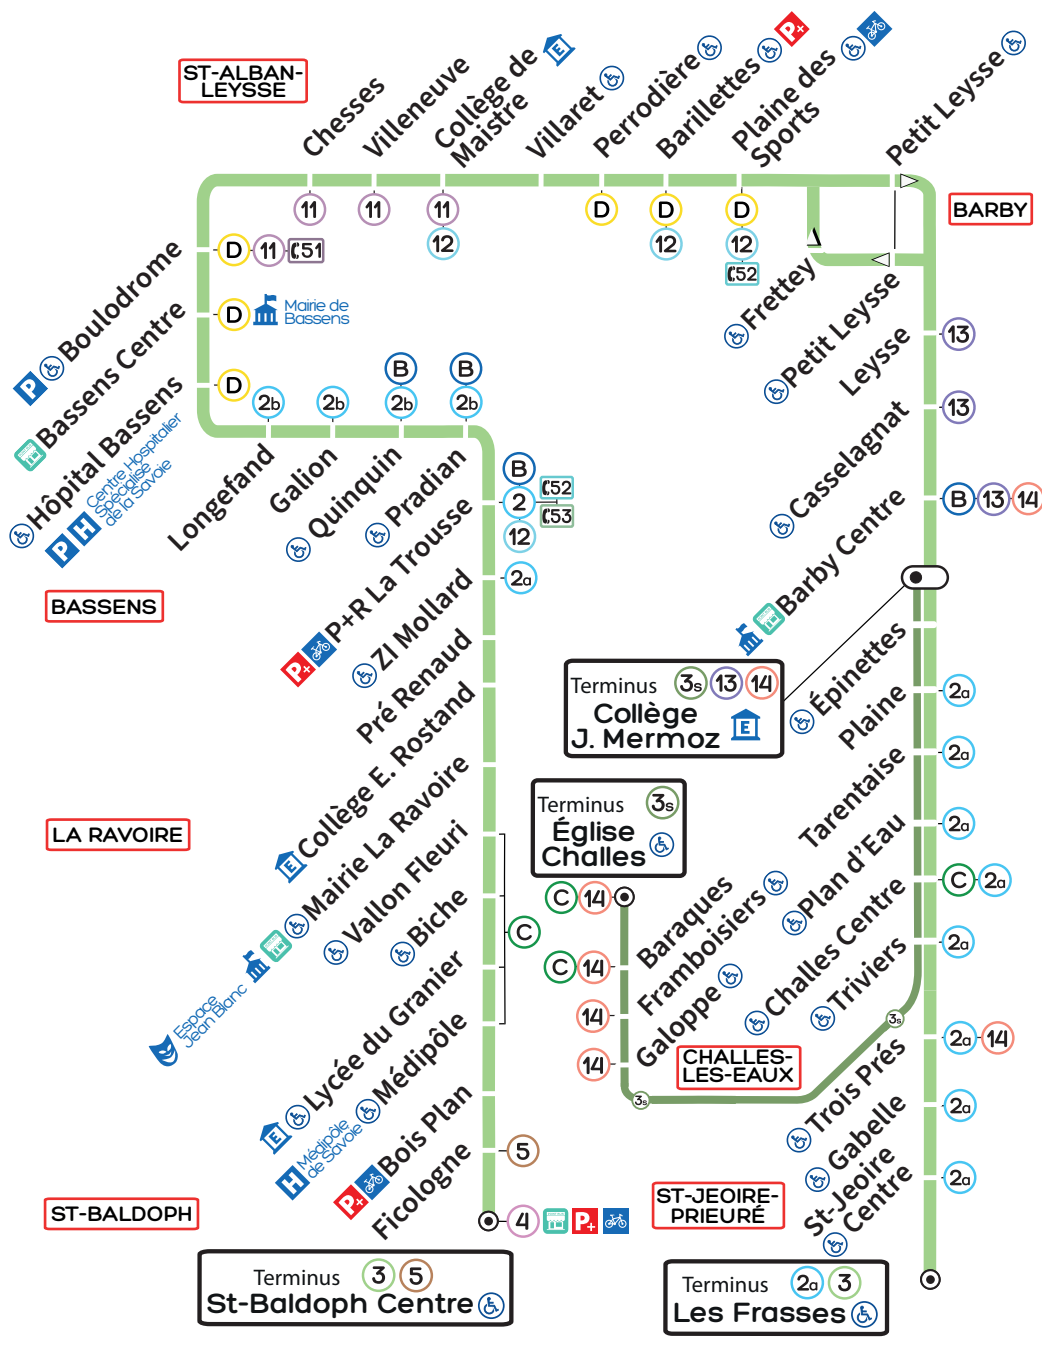 ST-ALBAN-
LEYSSE
Chesses
Villeneuve
Collège de
Maistre
E
Villaret
Perrodière
Barillettes
P+
Plaine des
Sports
Petit Leysse
BARBY
11
11
11
12
D
D
12
D
12
52
Boulodrome
P
D
11
51
Bassens Centre
D
Mairie de
Bassens
Hôpital Bassens
D
P
H
Centre Hospitalier
Spécialisé
de la Savoie
BASSENS
2b
2b
B
2b
B
2b
Longefand
Galion
Quinquin
Pradian
P+R La Trousse
P+
B
2
12
52
53
ZI Mollard
2a
Pré Renaud
Collège E. Rostand
E
LA RAVOIRE
Mairie La Ravoire
Espace
Jean Blanc
Vallon Fleuri
Biche
Lycée du Granier
E
Médipôle
H
Médipôle
de Savoie
C
Bois Plan
P+
Ficologne
5
ST-BALDOPH
4
P+
Terminus 3 5
St-Baldoph Centre
Frettey
Petit Leysse
Leysse
13
Casselagnat
13
Barby Centre
B
13
14
Terminus 3s 13 14
Collège
J. Mermoz
E
Épinettes
Plaine
2a
Tarentaise
2a
Plan d'Eau
2a
Challes Centre
C
2a
Triviers
2a
Terminus 3s
Église
Challes
C
14
Baraques
C
14
Framboisiers
14
Galoppe
14
CHALLES-
LES-EAUX
3s
3s
Trois Prés
2a
14
Gabelle
2a
St-Jeoire
Centre
2a
ST-JEOIRE-
PRIEURÉ
Terminus 2a 3
Les Frasses